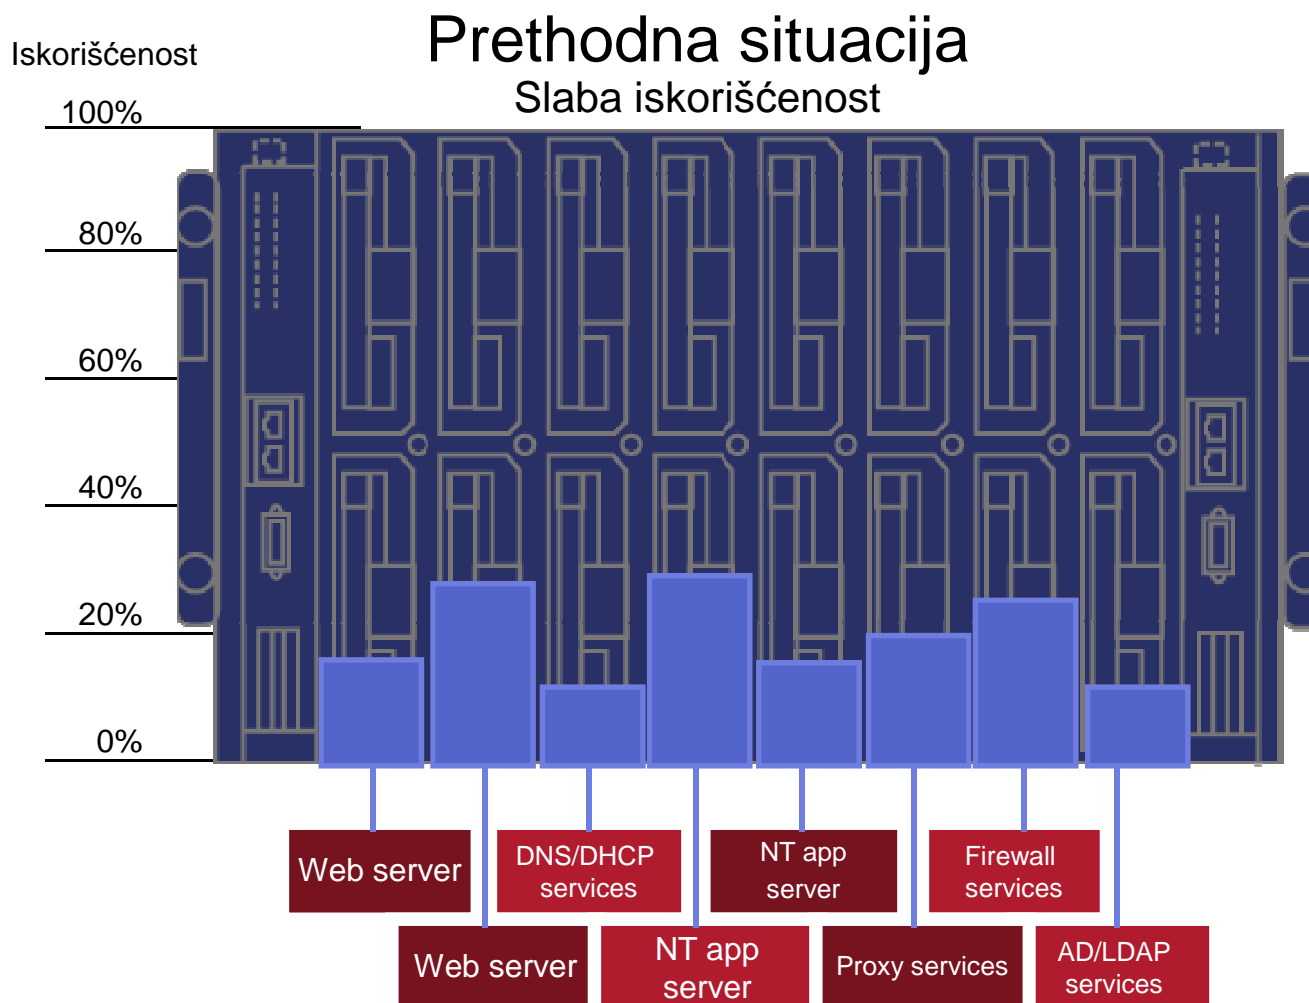 Prethodna situacija
Iskorišćenost
Slaba iskorišćenost
100%
80%
60%
40%
20%
0%
Web server
DNS/DHCP
services
NT app
server
Firewall
services
Web server
NT app
server
Proxy services
AD/LDAP
services